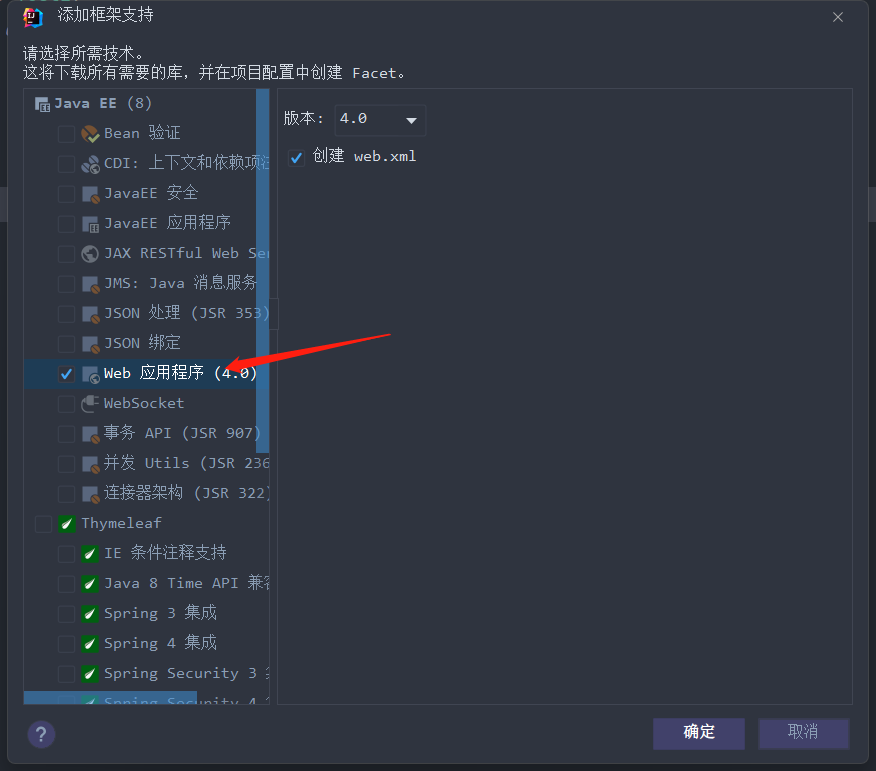 添加框架支持
请选择所需技术。
这将下载所有需要的库，并在项目配置中创建 Facet。
Java EE (8)
Bean 验证
CDI: 上下文和依赖项
JavaEE 安全
JavaEE 应用程序
JAX RESTful Web Ser
JMS: Java 消息服务
JSON 处理 (JSR 353)
JSON 绑定
Web 应用程序 (4.0)
WebSocket
事务 API (JSR 907)
并发 Utils (JSR 236
连接器架构 (JSR 322)
Thymeleaf
IE 条件注释支持
Java 8 Time API 兼容
Spring 3 集成
Spring 4 集成
Spring Security 3
Spring Security 4
版本: 4.0
创建 web.xml
?
确定
取消